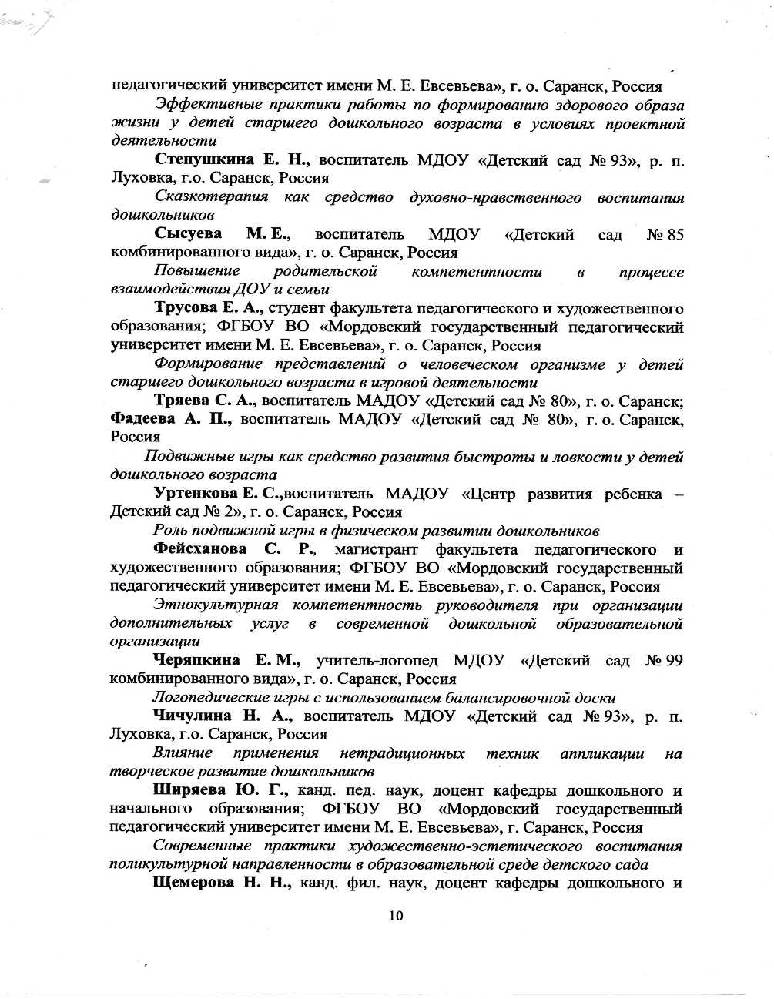 педагогический университет имени М. Е. Евсевьева», г. о. Саранск, Россия
Эффективные практики работы по формированию здорового образа
жизни у детей старшего дошкольного возраста в условиях проектной
деятельности
Степушкина Е. Н., воспитатель МДОУ «Детский сад № 93», р. п.
Луховка, г.о. Саранск, Россия
Сказкотерапия как средство духовно-нравственного воспитания
дошкольников
Сысуева М. Е., воспитатель МДОУ «Детский сад № 85
комбинированного вида», г. о. Саранск, Россия
Повышение родительской компетентности в процессе
взаимодействия ДОУ и семьи
Трусова Е. А., студент факультета педагогического и художественного
образования; ФГБОУ ВО «Мордовский государственный педагогический
университет имени М. Е. Евсевьева», г. о. Саранск, Россия
Формирование представлений о человеческом организме у детей
старшего дошкольного возраста в игровой деятельности
Тряева С. А., воспитатель МАДОУ «Детский сад № 80», г. о. Саранск;
Фадеева А. П., воспитатель МАДОУ «Детский сад № 80», г. о. Саранск,
Россия
Подвижные игры как средство развития быстроты и ловкости у детей
дошкольного возраста
Уртенкова Е. С.,воспитатель МАДОУ «Центр развития ребенка –
Детский сад № 2», г. о. Саранск, Россия
Роль подвижной игры в физическом развитии дошкольников
Фейсханова С. Р., магистрант факультета педагогического и
художественного образования; ФГБОУ ВО «Мордовский государственный
педагогический университет имени М. Е. Евсевьева», г. о. Саранск, Россия
Этнокультурная компетентность руководителя при организации
дополнительных услуг в современной дошкольной образовательной
организации
Черяпкина Е. М., учитель-логопед МДОУ «Детский сад № 99
комбинированного вида», г. о. Саранск, Россия
Логопедические игры с использованием балансировочной доски
Чичулина Н. А., воспитатель МДОУ «Детский сад № 93», р. п.
Луховка, г.о. Саранск, Россия
Влияние применения нетрадиционных техник аппликации на
творческое развитие дошкольников
Ширяева Ю. Г., канд. пед. наук, доцент кафедры дошкольного и
начального образования; ФГБОУ ВО «Мордовский государственный
педагогический университет имени М. Е. Евсевьева», г. Саранск, Россия
Современные практики художественно-эстетического воспитания
поликультурной направленности в образовательной среде детского сада
Щемерова Н. Н., канд. фил. наук, доцент кафедры дошкольного и
10